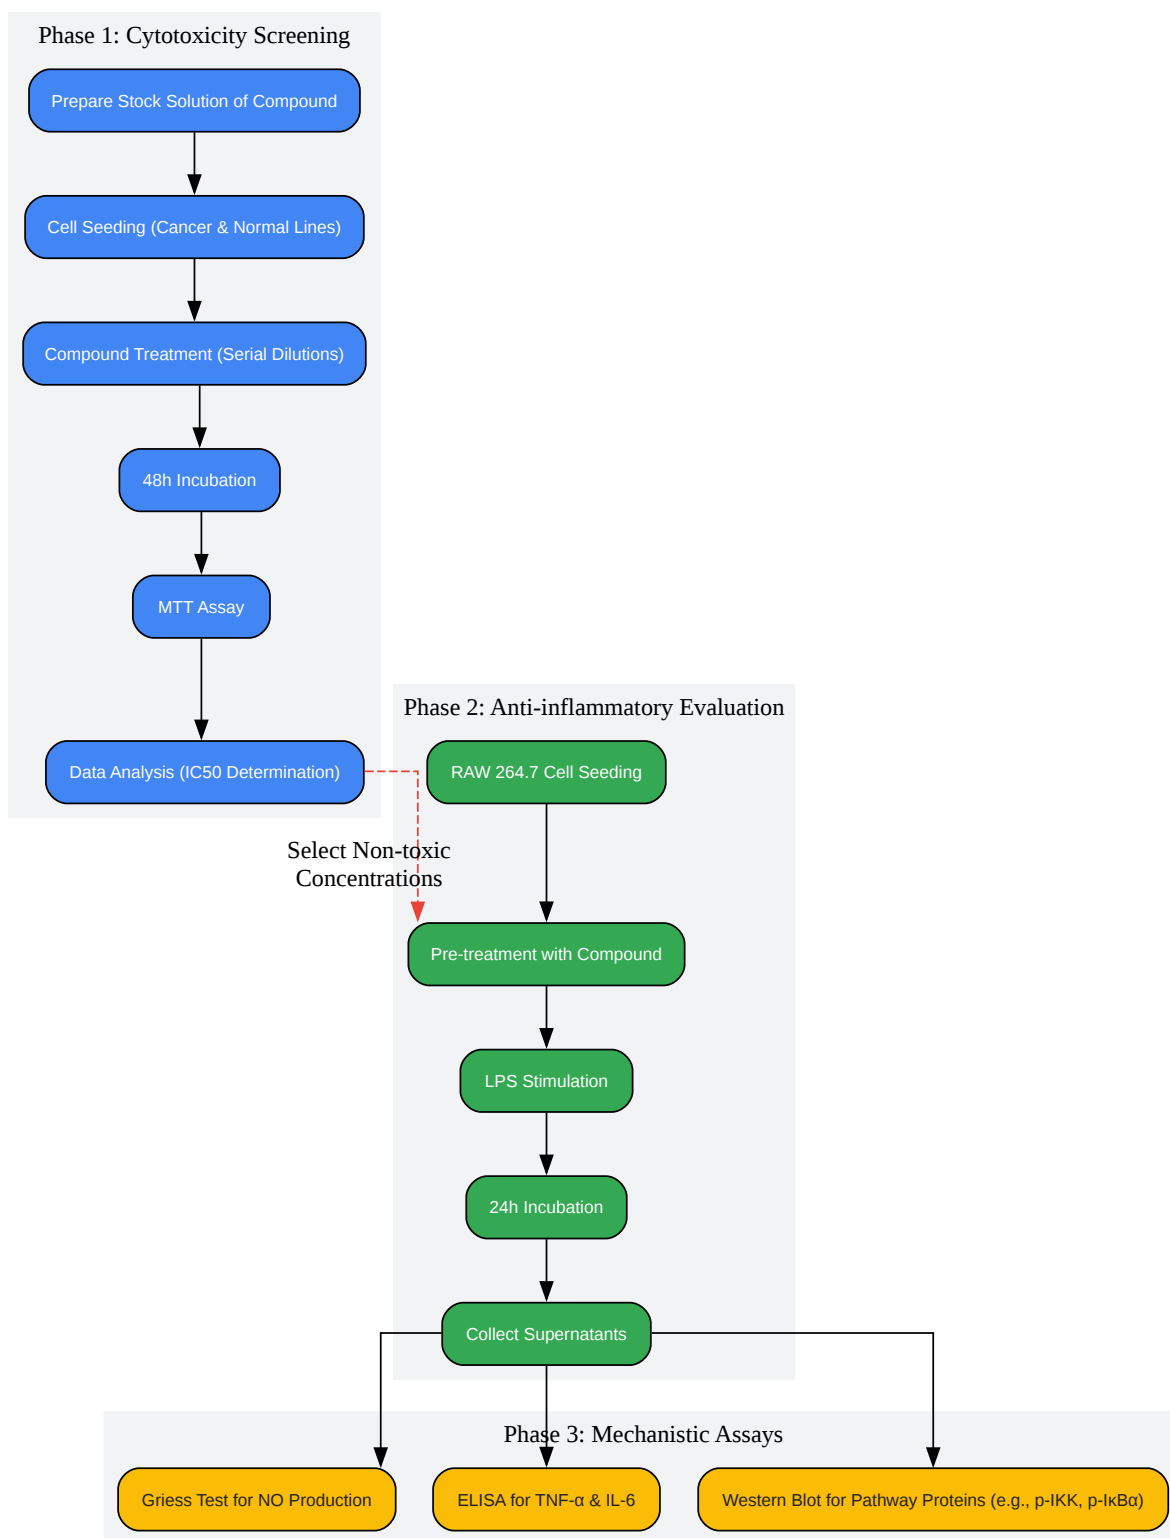 Phase 1: Cytotoxicity Screening
Prepare Stock Solution of Compound
Cell Seeding (Cancer & Normal Lines)
Compound Treatment (Serial Dilutions)
48h Incubation
MTT Assay
Data Analysis (IC50 Determination)
Select Non-toxic
Concentrations
Phase 2: Anti-inflammatory Evaluation
RAW 264.7 Cell Seeding
Pre-treatment with Compound
LPS Stimulation
24h Incubation
Collect Supernatants
Phase 3: Mechanistic Assays
Griess Test for NO Production
ELISA for TNF-α & IL-6
Western Blot for Pathway Proteins (e.g., p-IKK, p-IκBα)